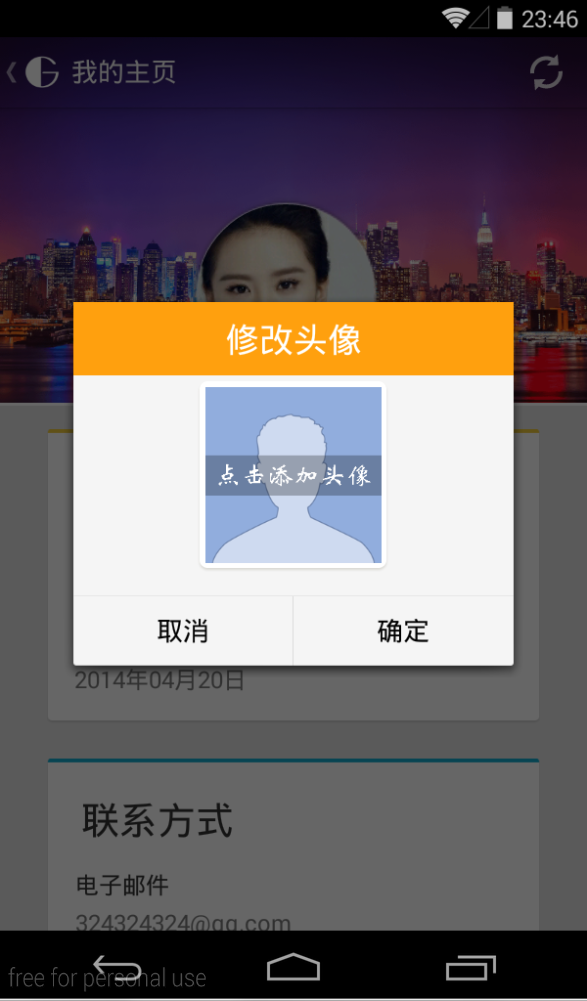 23:46
我的主页
修改头像
点击添加头像
取消
确定
2014年04月20日
联系方式
电子邮件
324324324@qq.com
free for personal use